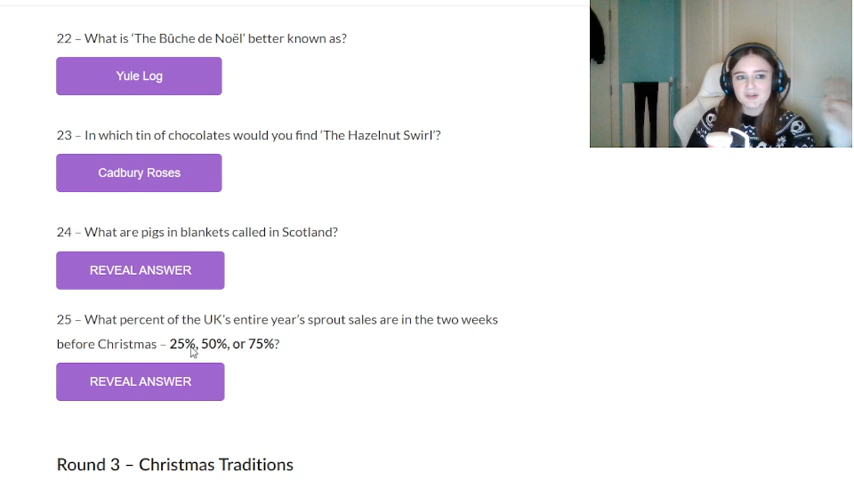 22 – What is ‘The Bûche de Noël’ better known as?
Yule Log
23 – In which tin of chocolates would you find ‘The Hazelnut Swirl’?
Cadbury Roses
24 – What are pigs in blankets called in Scotland?
REVEAL ANSWER
25 – What percent of the UK’s entire year’s sprout sales are in the two weeks
before Christmas – 25%, 50%, or 75%?
REVEAL ANSWER
Round 3 – Christmas Traditions